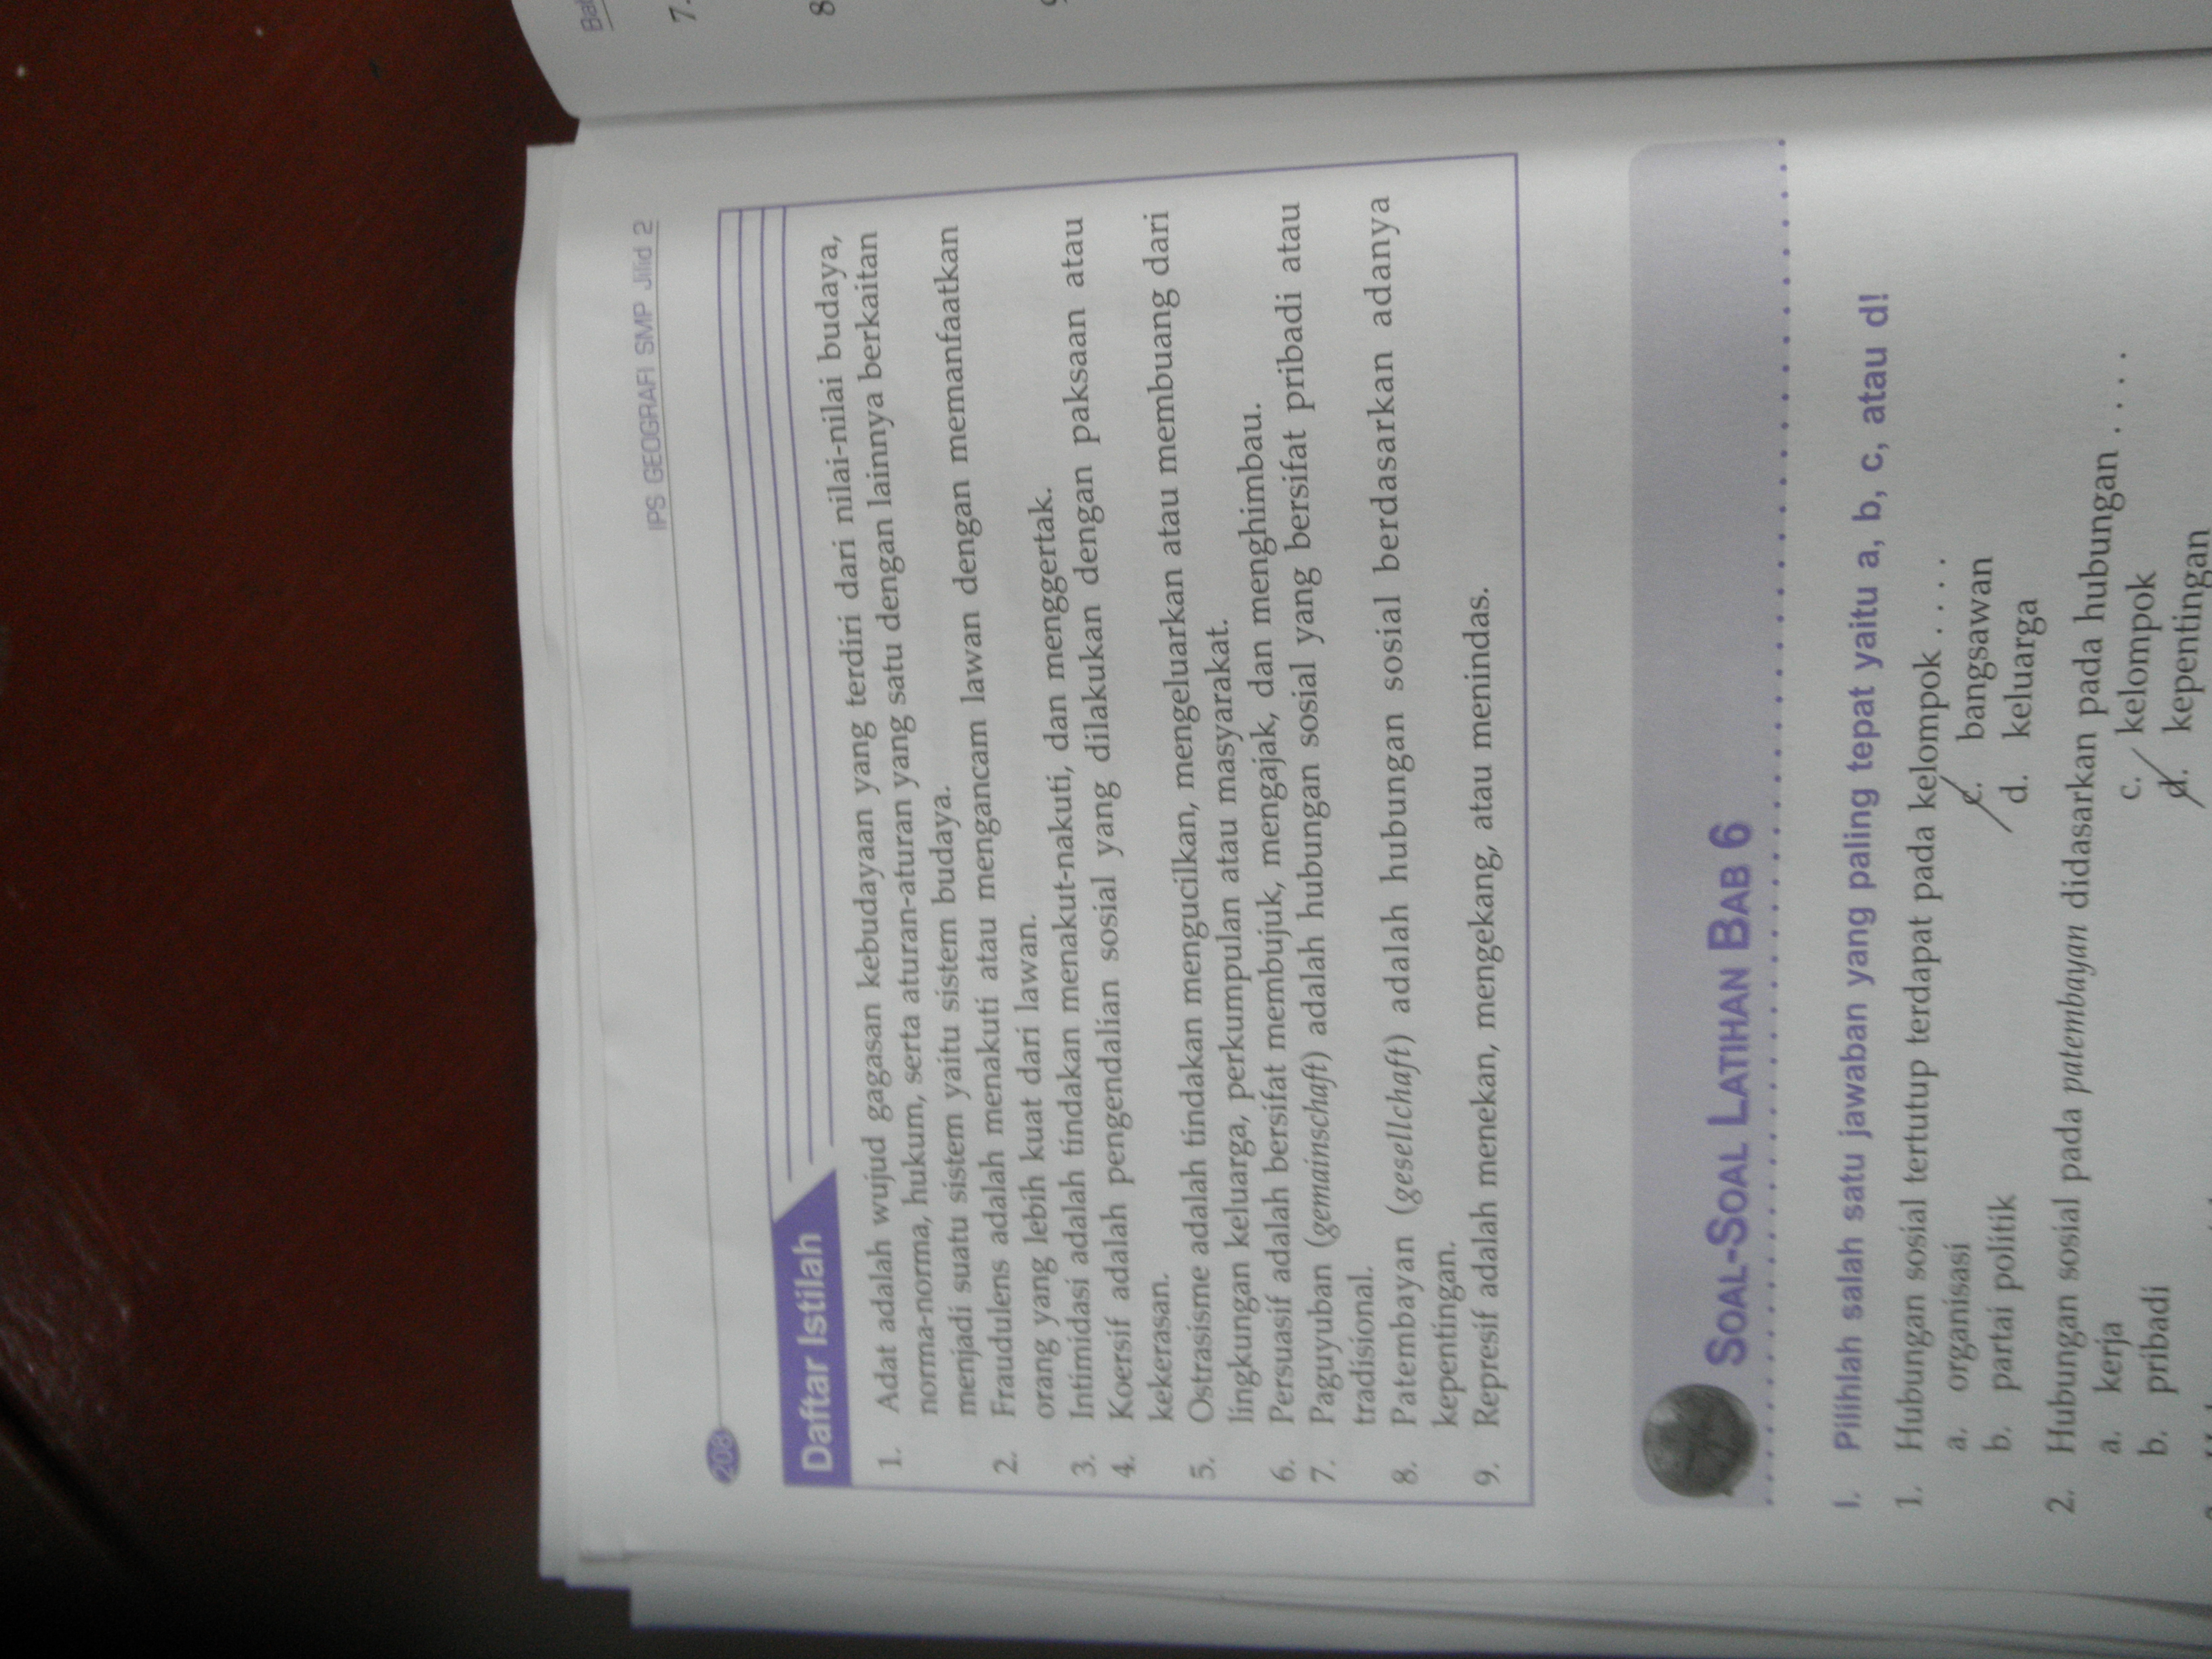 208
IPS GEOGRAFI SMP Jilid 2
Daftar Istilah
1. Adat adalah wujud gagasan kebudayaan yang terdiri dari nilai-nilai budaya,
norma-norma, hukum, serta aturan-aturan yang satu dengan lainnya berkaitan
menjadi suatu sistem yaitu sistem budaya.
2. Fraudulens adalah menakuti atau mengancam lawan dengan memanfaatkan
orang yang lebih kuat dari lawan.
3. Intimidasi adalah tindakan menakut-nakuti, dan menggertak.
4. Koersif adalah pengendalian sosial yang dilakukan dengan paksaan atau
kekerasan.
5. Ostrasisme adalah tindakan mengucilkan, mengeluarkan atau membuang dari
lingkungan keluarga, perkumpulan atau masyarakat.
6. Persuasif adalah bersifat membujuk, mengajak, dan menghimbau.
7. Paguyuban (gemainschaft) adalah hubungan sosial yang bersifat pribadi atau
tradisional.
8. Patembayan (gesellchaft) adalah hubungan sosial berdasarkan adanya
kepentingan.
9. Represif adalah menekan, mengekang, atau menindas.
SOAL-SOAL LATIHAN BAB 6
I. Pilihlah salah satu jawaban yang paling tepat yaitu a, b, c, atau d!
1. Hubungan sosial tertutup terdapat pada kelompok . . . .
a. organisasi
b. partai politik
c. bangsawan
d. keluarga
2. Hubungan sosial pada patembayan didasarkan pada hubungan . . . .
a. kerja
b. pribadi
c. kelompok
d. kepentingan
7.
8